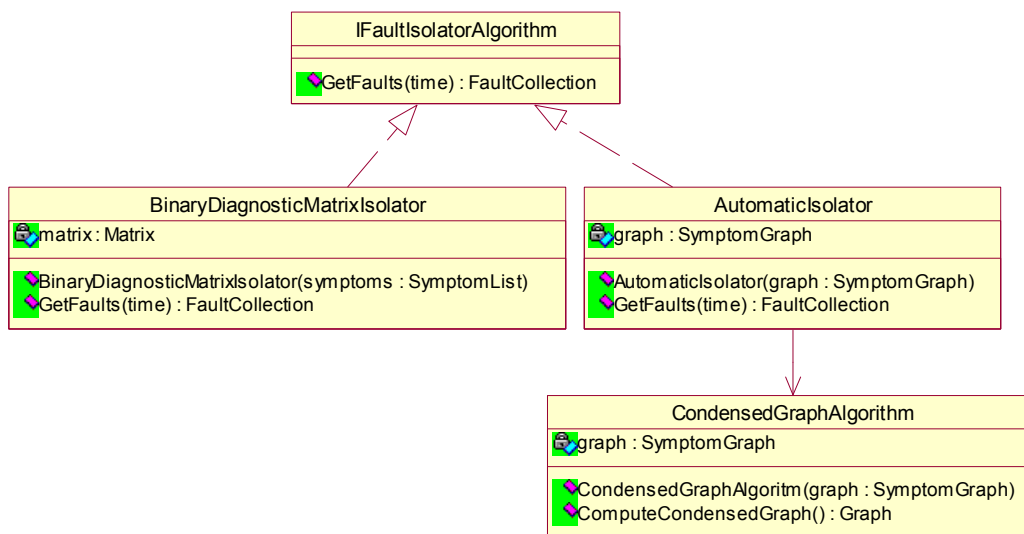 IFaultIsolatorAlgorithm
GetFaults(time) : FaultCollection
BinaryDiagnosticMatrixIsolator
matrix : Matrix
BinaryDiagnosticMatrixIsolator(symptoms : SymptomList)
GetFaults(time) : FaultCollection
AutomaticIsolator
graph : SymptomGraph
AutomaticIsolator(graph : SymptomGraph)
GetFaults(time) : FaultCollection
CondensedGraphAlgorithm
graph : SymptomGraph
CondensedGraphAlgoritm(graph : SymptomGraph)
ComputeCondensedGraph() : Graph